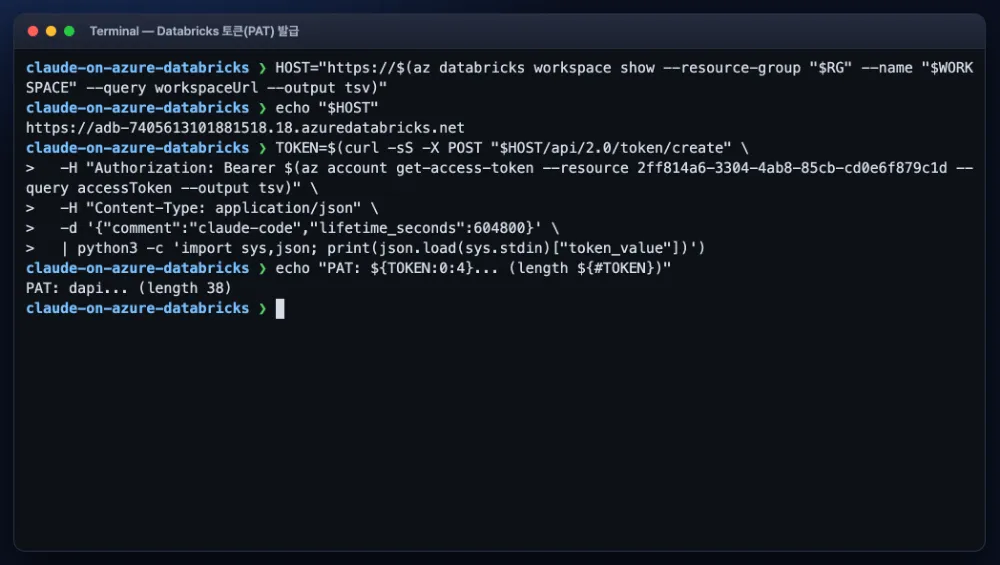 Terminal — Databricks 토큰(PAT) 발급
claude-on-azure-databricks ❯ HOST="https://$(az databricks workspace show --resource-group "$RG" --name "$WORK
SPACE" --query workspaceUrl --output tsv)"
claude-on-azure-databricks ❯ echo "$HOST"
https://adb-7405613101881518.18.azuredatabricks.net
claude-on-azure-databricks ❯ TOKEN=$(curl -sS -X POST "$HOST/api/2.0/token/create" \
>   -H "Authorization: Bearer $(az account get-access-token --resource 2ff814a6-3304-4ab8-85cb-cd0e6f879c1d --
query accessToken --output tsv)" \
>   -H "Content-Type: application/json" \
>   -d '{"comment":"claude-code","lifetime_seconds":604800}' \
>   | python3 -c 'import sys,json; print(json.load(sys.stdin)["token_value"])')
claude-on-azure-databricks ❯ echo "PAT: ${TOKEN:0:4}... (length ${#TOKEN})"
PAT: dapi... (length 38)
claude-on-azure-databricks ❯